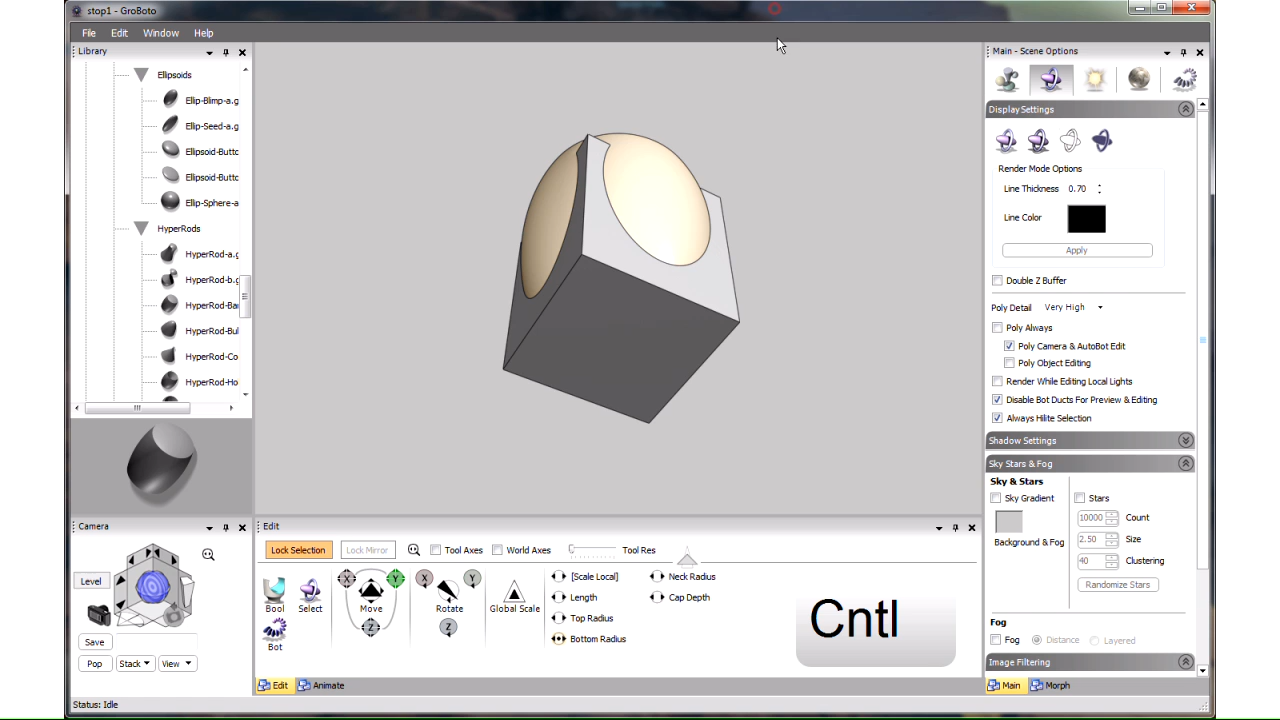 stop1 - GroBoto
File Edit Window Help
Library
Ellipsoids
Ellip-Blimp-a.g
Ellip-Seed-a.g
Ellipsoid-Butto
Ellipsoid-Butto
Ellip-Sphere-a
HyperRods
HyperRod-a.g
HyperRod-b.g
HyperRod-Bar
HyperRod-Bul
HyperRod-Co
HyperRod-Ho
Camera
Level
Save
Pop Stack View
Status: Idle
Edit
Lock Selection Lock Mirror Tool Axes World Axes Tool Res
Bool Select Bot
X Y Move Z
X Y Rotate Z
Global Scale
[Scale Local] Neck Radius
Length Cap Depth
Top Radius
Bottom Radius
Cntl
Edit Animate
Main - Scene Options
Display Settings
Render Mode Options
Line Thickness 0.70
Line Color
Apply
Double Z Buffer
Poly Detail Very High
Poly Always
Poly Camera & AutoBot Edit
Poly Object Editing
Render While Editing Local Lights
Disable Bot Ducts For Preview & Editing
Always Hilite Selection
Shadow Settings
Sky Stars & Fog
Sky & Stars
Sky Gradient Stars
10000 Count
Background & Fog 2.50 Size
40 Clustering
Randomize Stars
Fog
Fog Distance Layered
Image Filtering
Main Morph